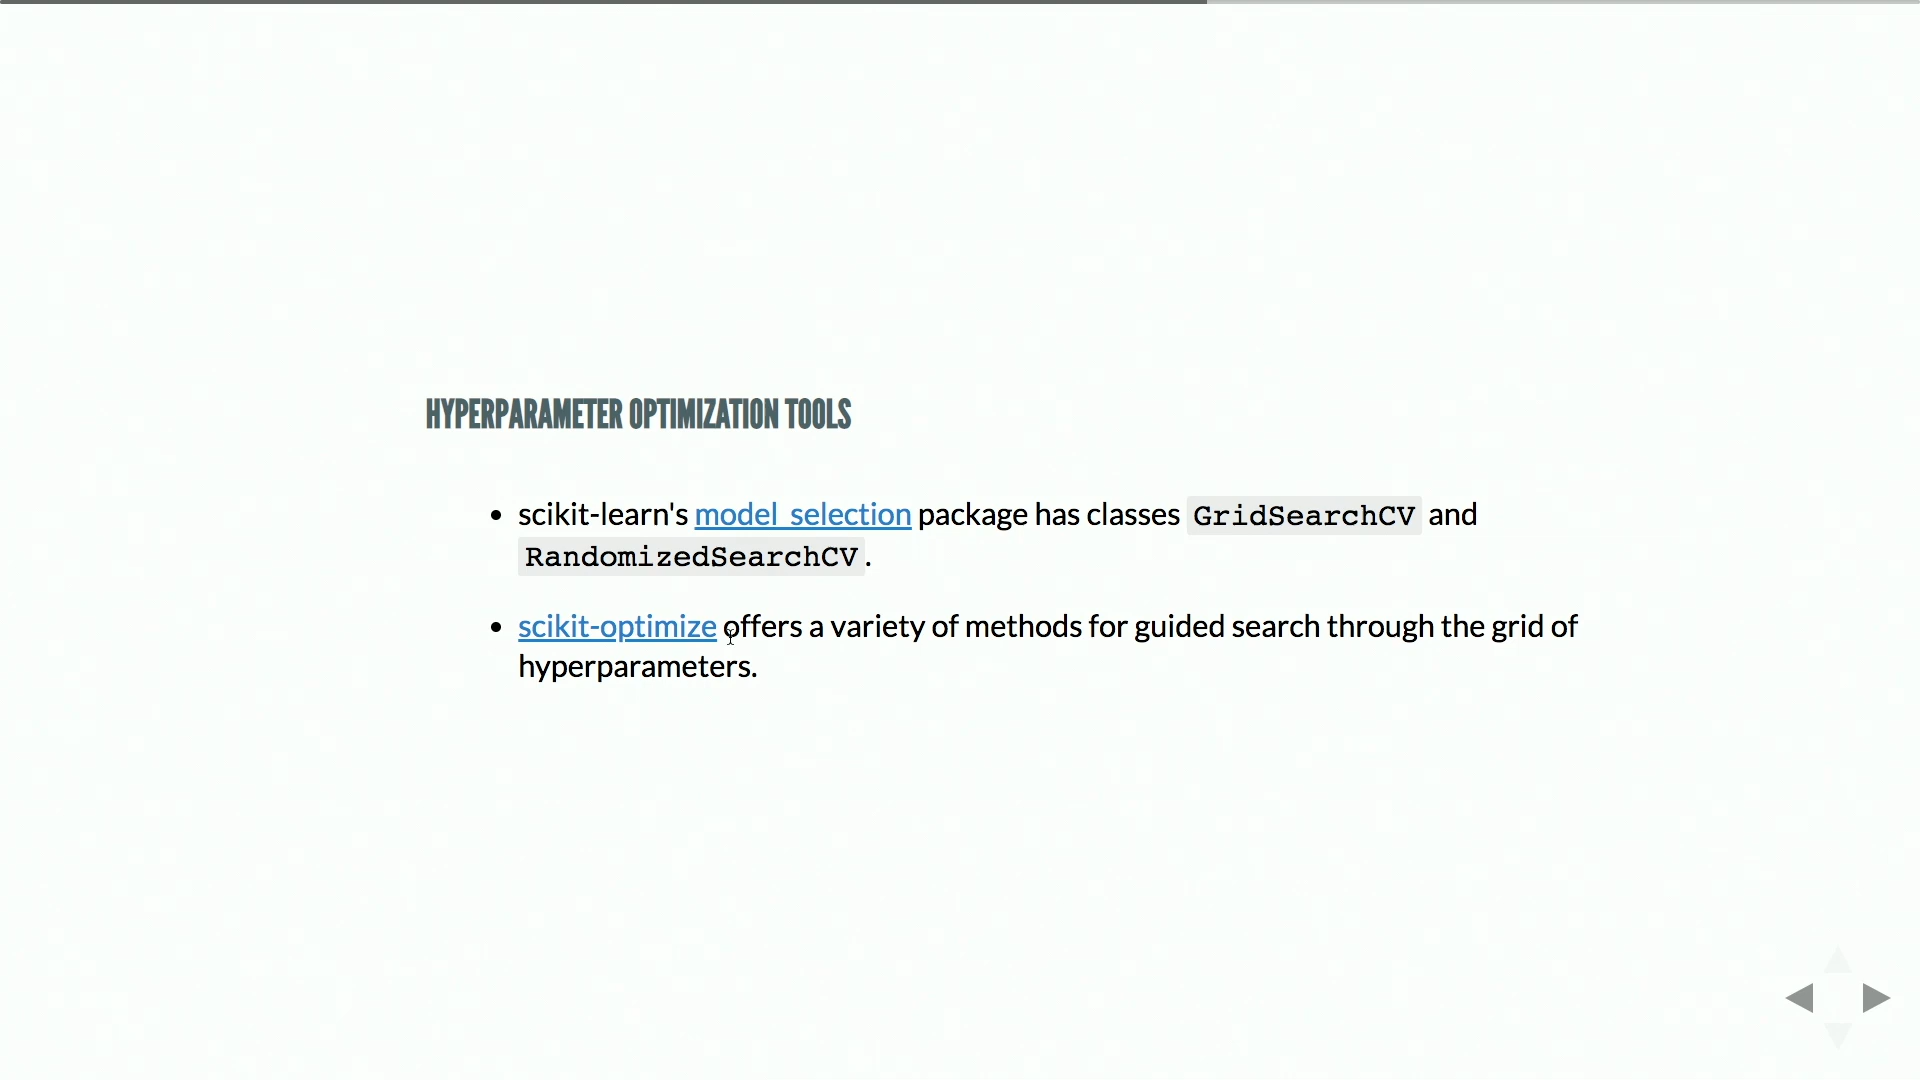 HYPERPARAMETER OPTIMIZATION TOOLS
• scikit-learn's model_selection package has classes GridSearchCV and
RandomizedSearchCV.
• scikit-optimize offers a variety of methods for guided search through the grid of
hyperparameters.